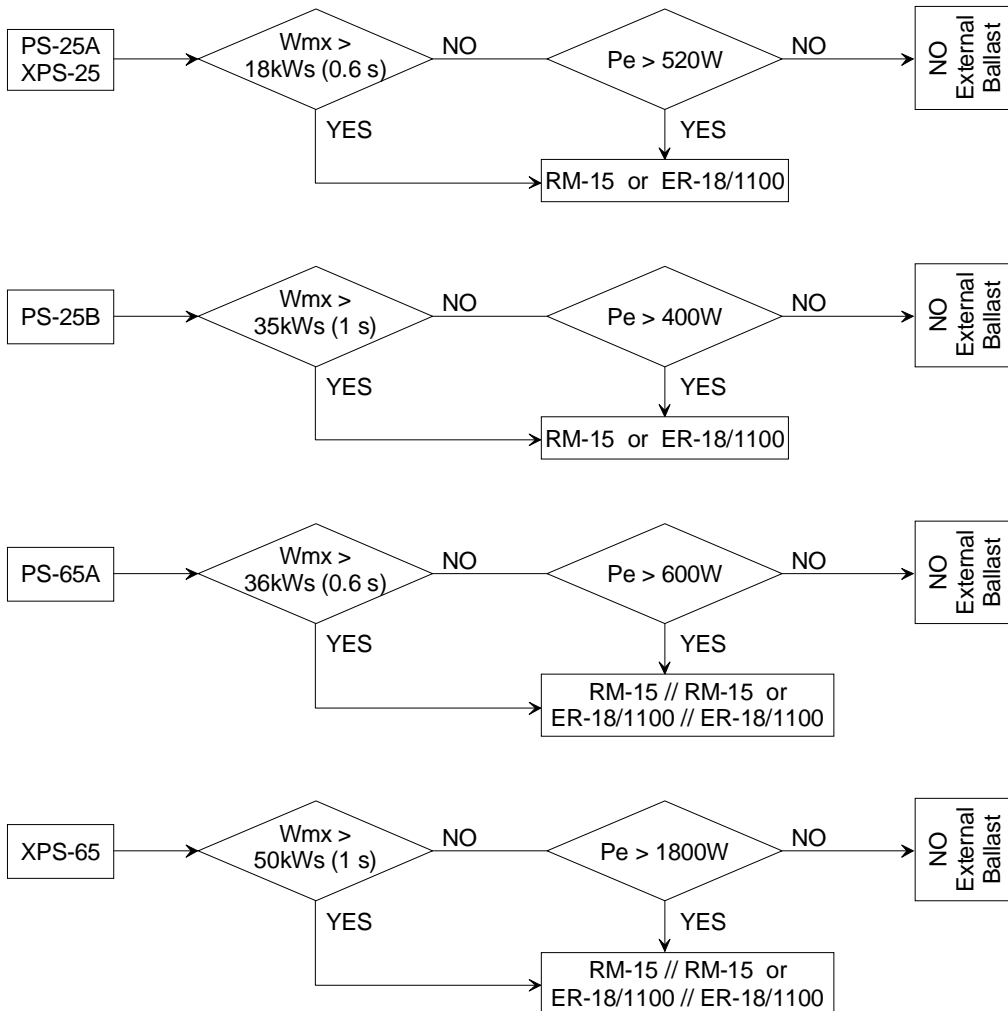 PS-25A
XPS-25
Wmx >
18kWs (0.6 s)
NO
Pe > 520W
NO
NO
External
Ballast
YES
YES
RM-15 or ER-18/1100
PS-25B
Wmx >
35kWs (1 s)
NO
Pe > 400W
NO
NO
External
Ballast
YES
YES
RM-15 or ER-18/1100
PS-65A
Wmx >
36kWs (0.6 s)
NO
Pe > 600W
NO
NO
External
Ballast
YES
YES
RM-15 // RM-15 or
ER-18/1100 // ER-18/1100
XPS-65
Wmx >
50kWs (1 s)
NO
Pe > 1800W
NO
NO
External
Ballast
YES
YES
RM-15 // RM-15 or
ER-18/1100 // ER-18/1100